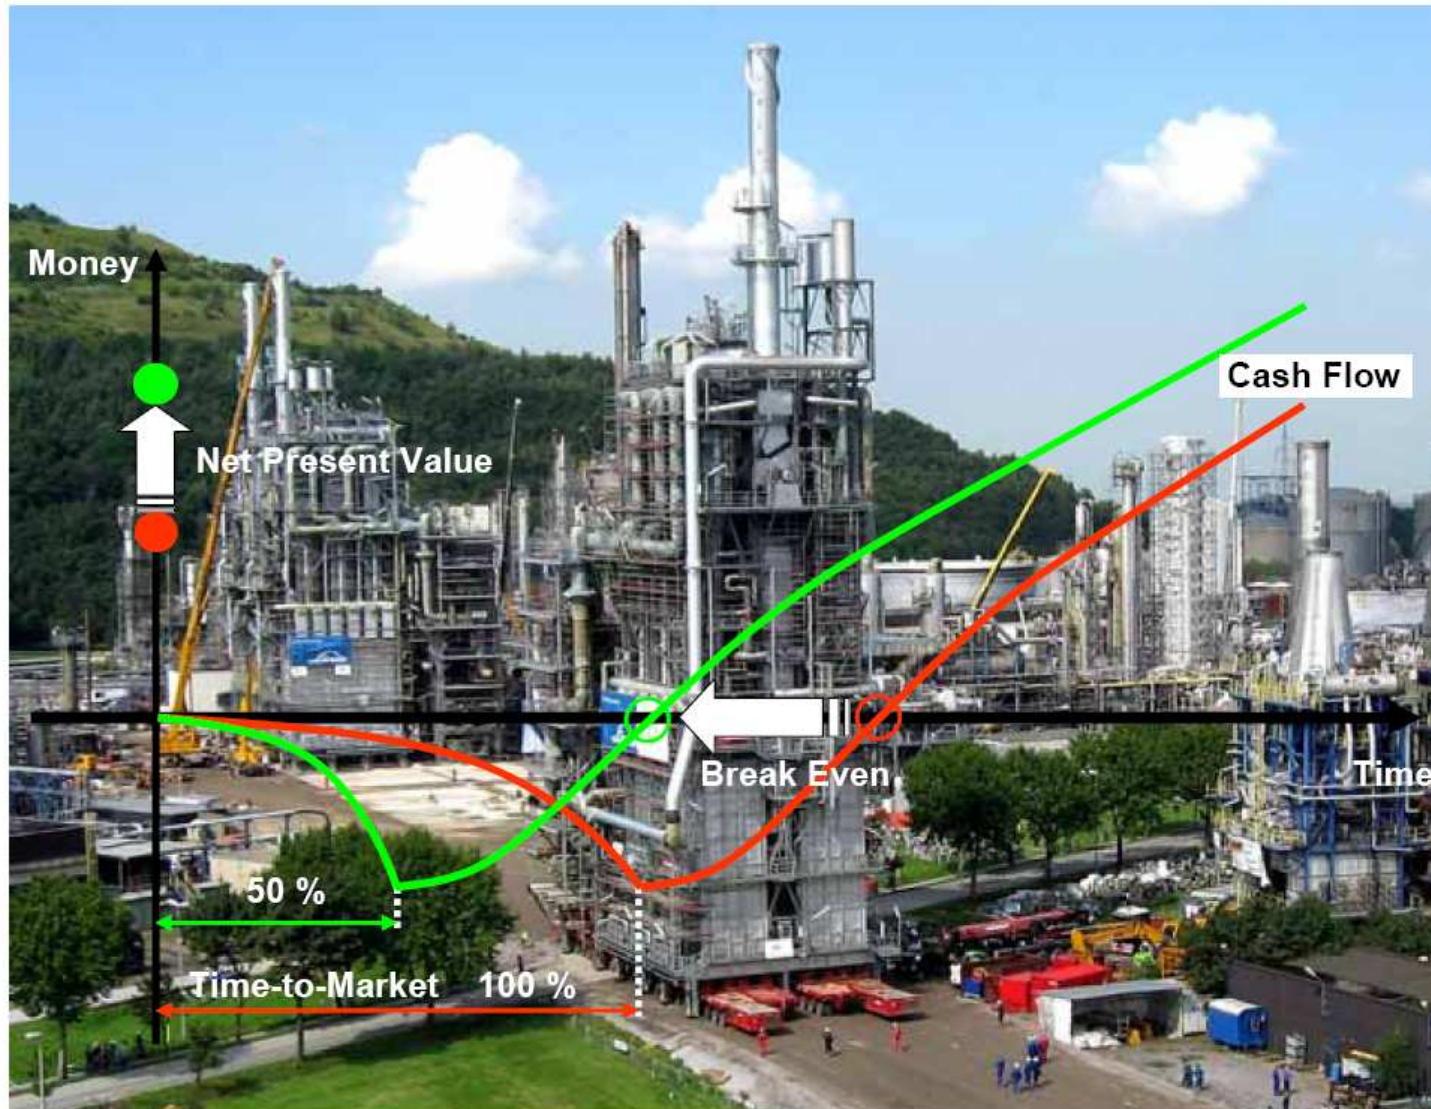 Money
Cash Flow
Net Present Value
Break Even
Time
50 %
Time-to-Market 100 %